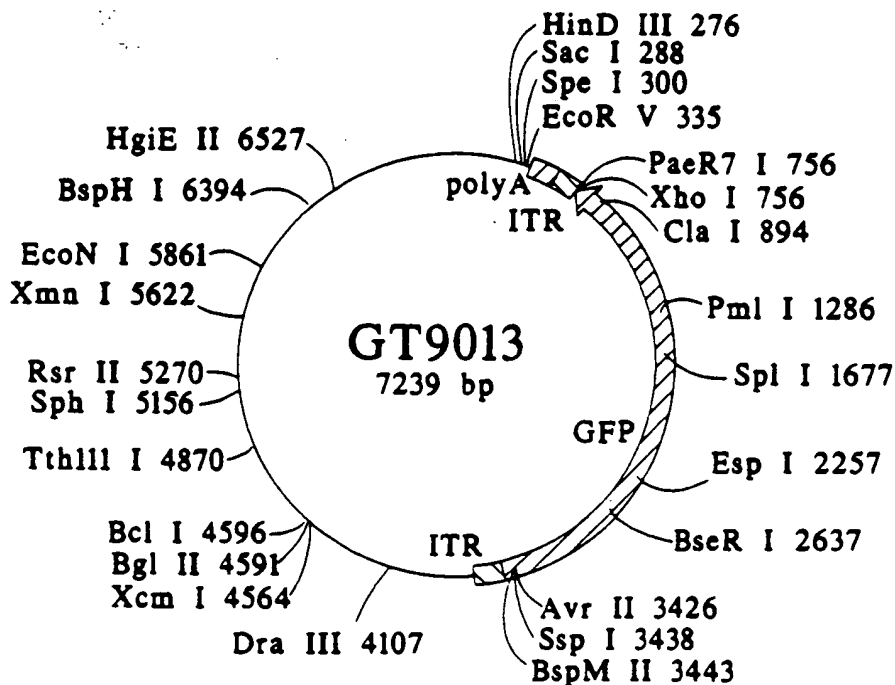 HinD III 276
Sac I 288
Spe I 300
EcoR V 335
HgiE II 6527
PaeR7 I 756
BspH I 6394
polyA
Xho I 756
ITR
Cla I 894
EcoN I 5861
Xmn I 5622
Pml I 1286
GT9013
7239 bp
Rsr II 5270
Spl I 1677
Sph I 5156
GFP
Tth111 I 4870
Esp I 2257
Bcl I 4596
ITR
BseR I 2637
Bgl II 4591
Xcm I 4564
Avr II 3426
Dra III 4107
Ssp I 3438
BspM II 3443